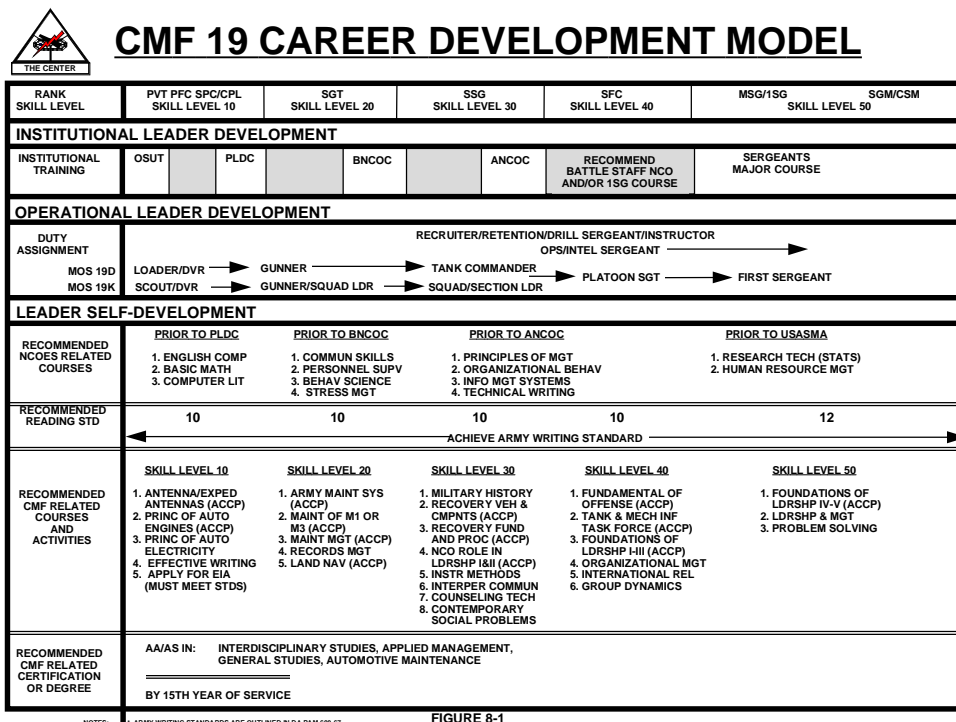 THE CENTER
CMF 19 CAREER DEVELOPMENT MODEL
RANK
SKILL LEVEL
PVT PFC SPC/CPL
SKILL LEVEL 10
SGT
SKILL LEVEL 20
SSG
SKILL LEVEL 30
SFC
SKILL LEVEL 40
MSG/1SG SGM/CSM
SKILL LEVEL 50
INSTITUTIONAL LEADER DEVELOPMENT
INSTITUTIONAL
TRAINING
OSUT
PLDC
BNCOC
ANCOC
RECOMMEND
BATTLE STAFF NCO
AND/OR 1SG COURSE
SERGEANTS
MAJOR COURSE
OPERATIONAL LEADER DEVELOPMENT
DUTY
ASSIGNMENT
RECRUITER/RETENTION/DRILL SERGEANT/INSTRUCTOR
OPS/INTEL SERGEANT
MOS 19D LOADER/DVR GUNNER TANK COMMANDER
PLATOON SGT FIRST SERGEANT
MOS 19K SCOUT/DVR GUNNER/SQUAD LDR SQUAD/SECTION LDR
LEADER SELF-DEVELOPMENT
RECOMMENDED
NCOES RELATED
COURSES
PRIOR TO PLDC
1. ENGLISH COMP
2. BASIC MATH
3. COMPUTER LIT
PRIOR TO BNCOC
1. COMMUN SKILLS
2. PERSONNEL SUPV
3. BEHAV SCIENCE
4. STRESS MGT
PRIOR TO ANCOC
1. PRINCIPLES OF MGT
2. ORGANIZATIONAL BEHAV
3. INFO MGT SYSTEMS
4. TECHNICAL WRITING
PRIOR TO USASMA
1. RESEARCH TECH (STATS)
2. HUMAN RESOURCE MGT
RECOMMENDED
READING STD
10 10 10 10 12
ACHIEVE ARMY WRITING STANDARD
RECOMMENDED
CMF RELATED
COURSES
AND
ACTIVITIES
SKILL LEVEL 10
1. ANTENNA/EXPED
ANTENNAS (ACCP)
2. PRINC OF AUTO
ENGINES (ACCP)
3. PRINC OF AUTO
ELECTRICITY
4. EFFECTIVE WRITING
5. APPLY FOR EIA
(MUST MEET STDS)
SKILL LEVEL 20
1. ARMY MAINT SYS
(ACCP)
2. MAINT OF M1 OR
M3 (ACCP)
3. MAINT MGT (ACCP)
4. RECORDS MGT
5. LAND NAV (ACCP)
SKILL LEVEL 30
1. MILITARY HISTORY
2. RECOVERY VEH &
CMPNTS (ACCP)
3. RECOVERY FUND
AND PROC (ACCP)
4. NCO ROLE IN
LDRSHP I&II (ACCP)
5. INSTR METHODS
6. INTERPER COMMUN
7. COUNSELING TECH
8. CONTEMPORARY
SOCIAL PROBLEMS
SKILL LEVEL 40
1. FUNDAMENTAL OF
OFFENSE (ACCP)
2. TANK & MECH INF
TASK FORCE (ACCP)
3. FOUNDATIONS OF
LDRSHP I-III (ACCP)
4. ORGANIZATIONAL MGT
5. INTERNATIONAL REL
6. GROUP DYNAMICS
SKILL LEVEL 50
1. FOUNDATIONS OF
LDRSHP IV-V (ACCP)
2. LDRSHP & MGT
3. PROBLEM SOLVING
RECOMMENDED
CMF RELATED
CERTIFICATION
OR DEGREE
AA/AS IN: INTERDISCIPLINARY STUDIES, APPLIED MANAGEMENT,
GENERAL STUDIES, AUTOMOTIVE MAINTENANCE
BY 15TH YEAR OF SERVICE
FIGURE 8-1
NOTES: 1. ARMY WRITING STANDARDS ARE OUTLINED IN DA PAM